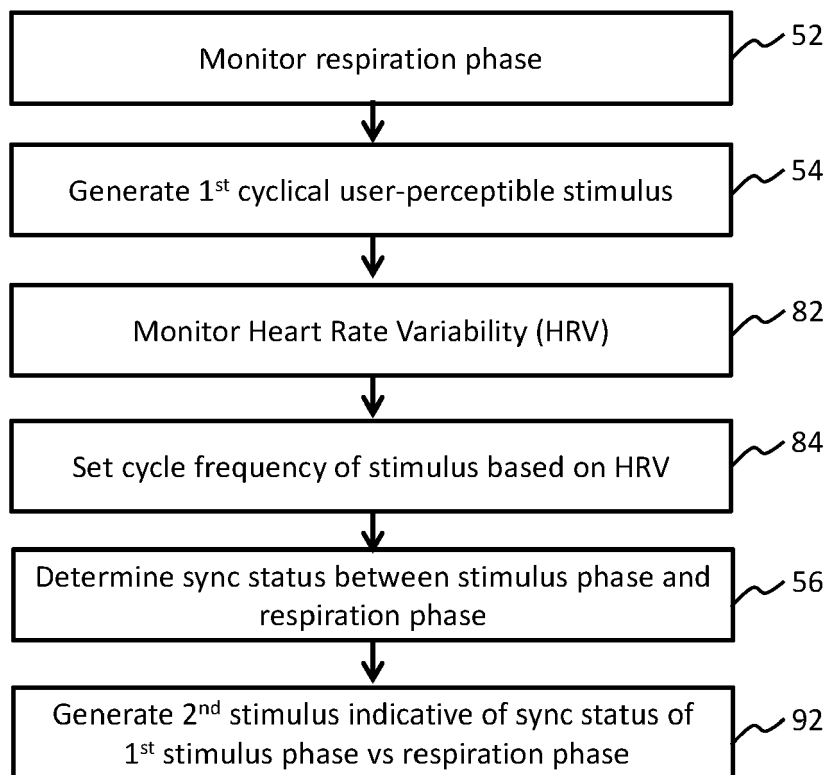 Monitor respiration phase
52
Generate 1st cyclical user-perceptible stimulus
54
Monitor Heart Rate Variability (HRV)
82
Set cycle frequency of stimulus based on HRV
84
Determine sync status between stimulus phase and
respiration phase
56
Generate 2nd stimulus indicative of sync status of
1st stimulus phase vs respiration phase
92